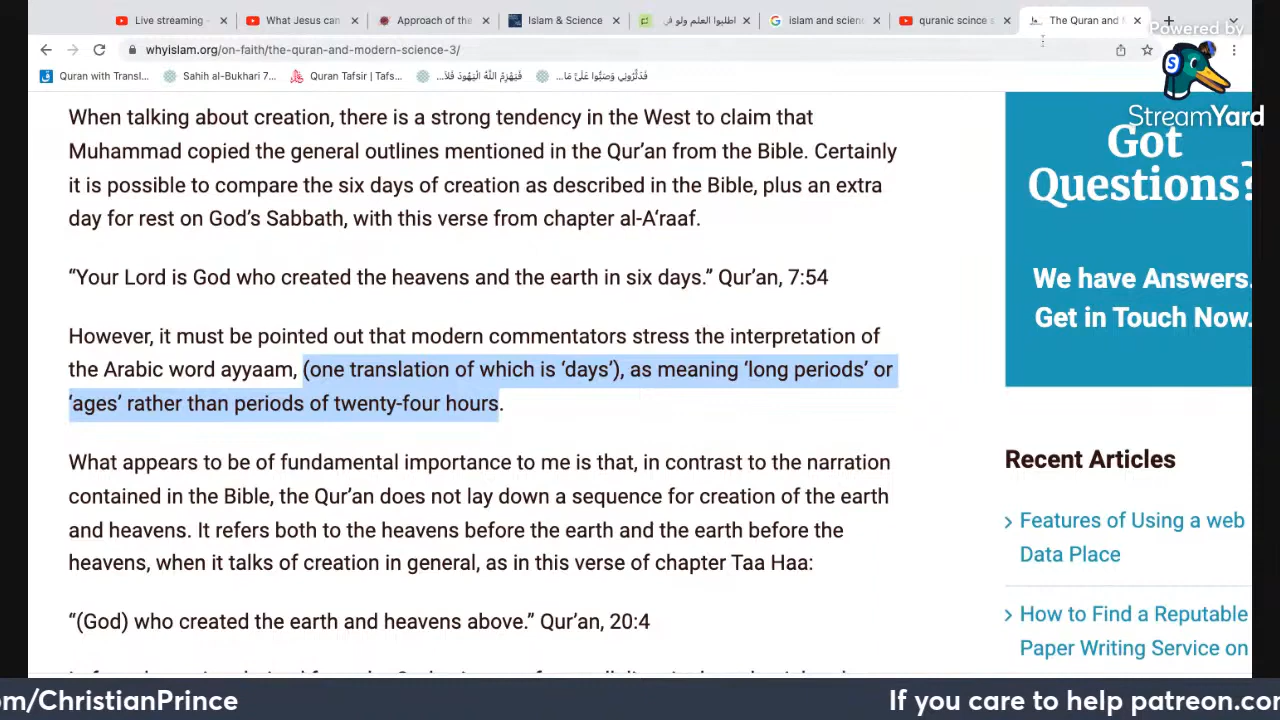 Live streaming
What Jesus can
Approach of the
Islam & Science
اطلبوا العلم ولو في
islam and scien
quranic scince s
The Quran and
Powered by
whyislam.org/on-faith/the-quran-and-modern-science-3/
Quran with Transl...
Sahih al-Bukhari 7...
Quran Tafsir | Tafs...
StreamYard
When talking about creation, there is a strong tendency in the West to claim that
Muhammad copied the general outlines mentioned in the Qur’an from the Bible. Certainly
it is possible to compare the six days of creation as described in the Bible, plus an extra
day for rest on God’s Sabbath, with this verse from chapter al-A‘raaf.
“Your Lord is God who created the heavens and the earth in six days.” Qur’an, 7:54
However, it must be pointed out that modern commentators stress the interpretation of
the Arabic word ayyaam, (one translation of which is ‘days’), as meaning ‘long periods’ or
‘ages’ rather than periods of twenty-four hours.
What appears to be of fundamental importance to me is that, in contrast to the narration
contained in the Bible, the Qur’an does not lay down a sequence for creation of the earth
and heavens. It refers both to the heavens before the earth and the earth before the
heavens, when it talks of creation in general, as in this verse of chapter Taa Haa:
“(God) who created the earth and heavens above.” Qur’an, 20:4
Got
Questions?
We have Answers.
Get in Touch Now.
Recent Articles
Features of Using a web
Data Place
How to Find a Reputable
Paper Writing Service on
om/ChristianPrince
If you care to help patreon.com